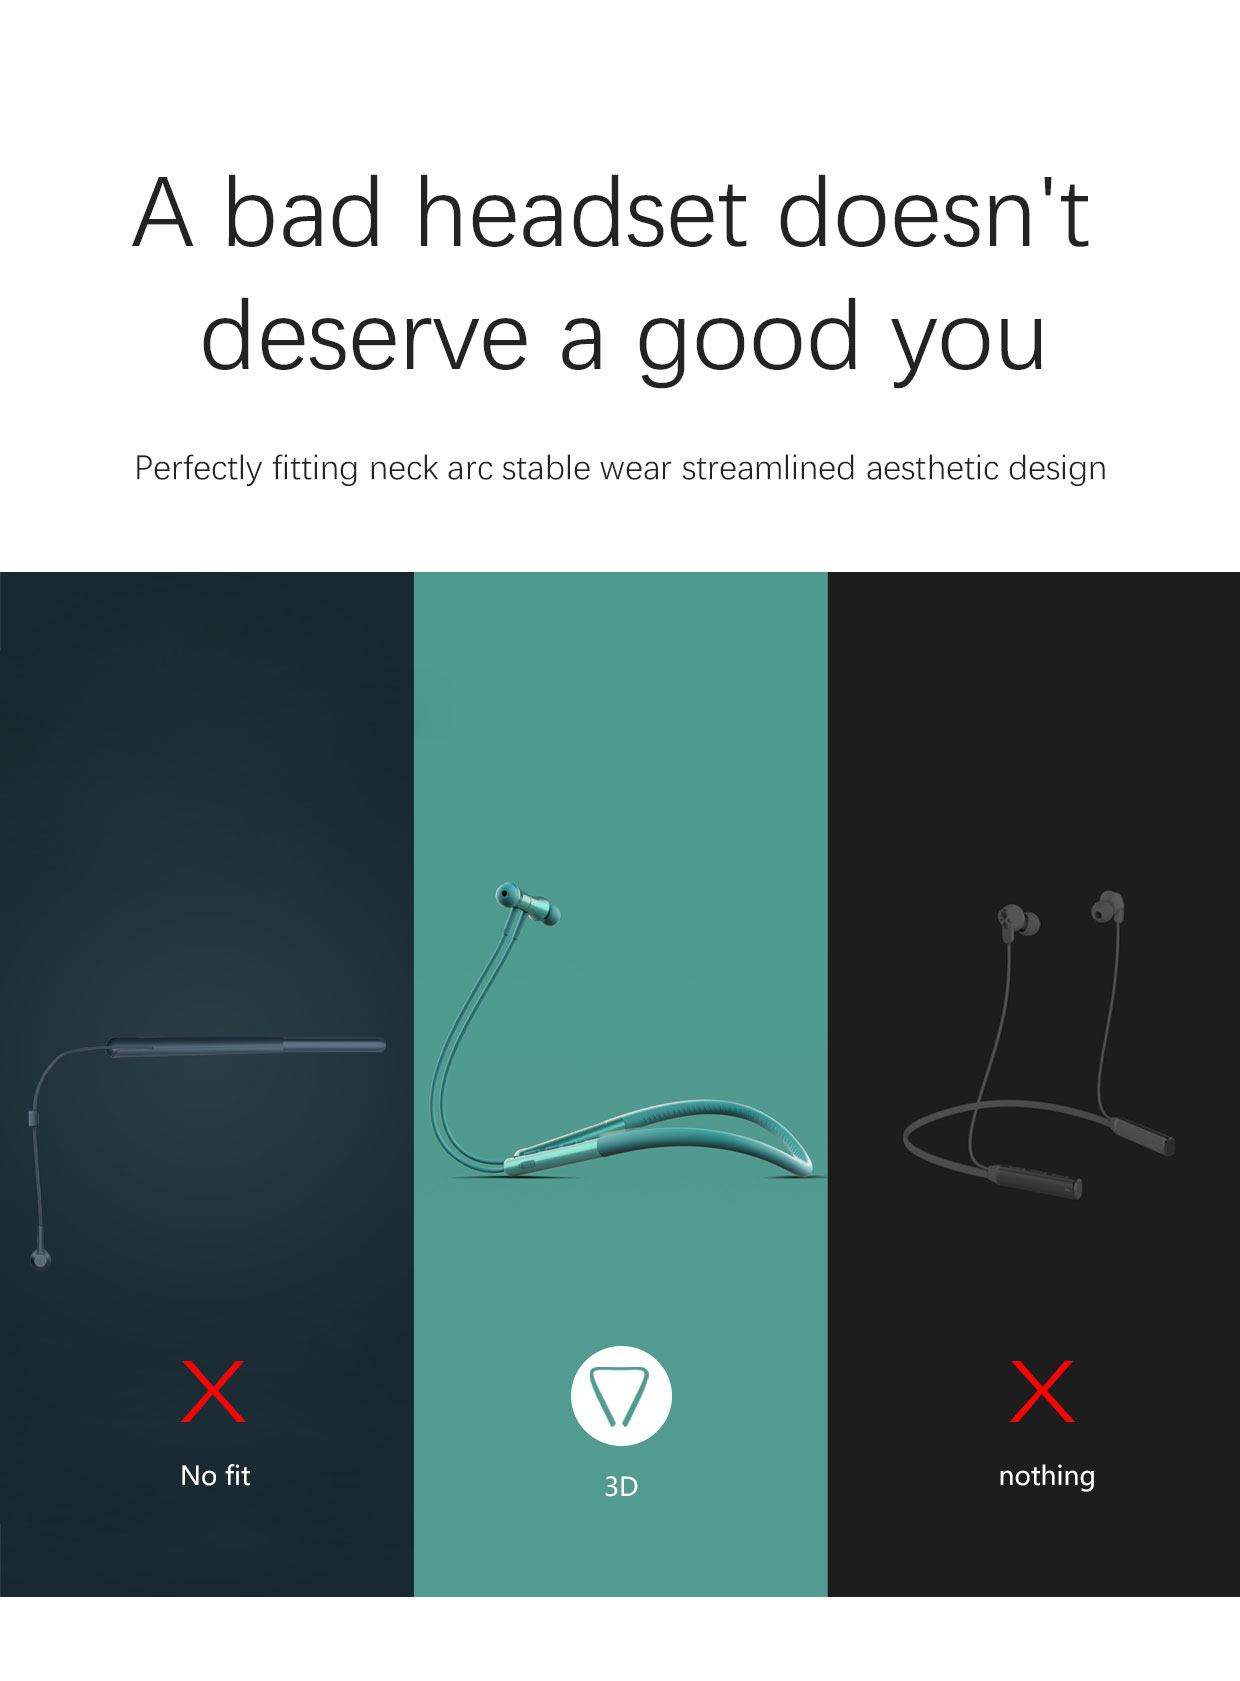 A bad headset doesn't
deserve a good you
Perfectly fitting neck arc stable wear streamlined aesthetic design
No fit
3D
nothing